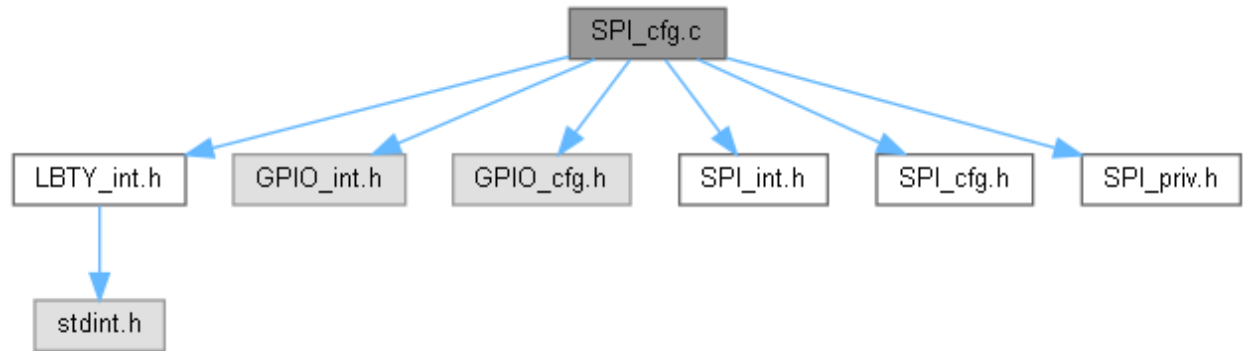 SPI_cfg.c
LBTY_int.h
GPIO_int.h
GPIO_cfg.h
SPI_int.h
SPI_cfg.h
SPI_priv.h
stdint.h